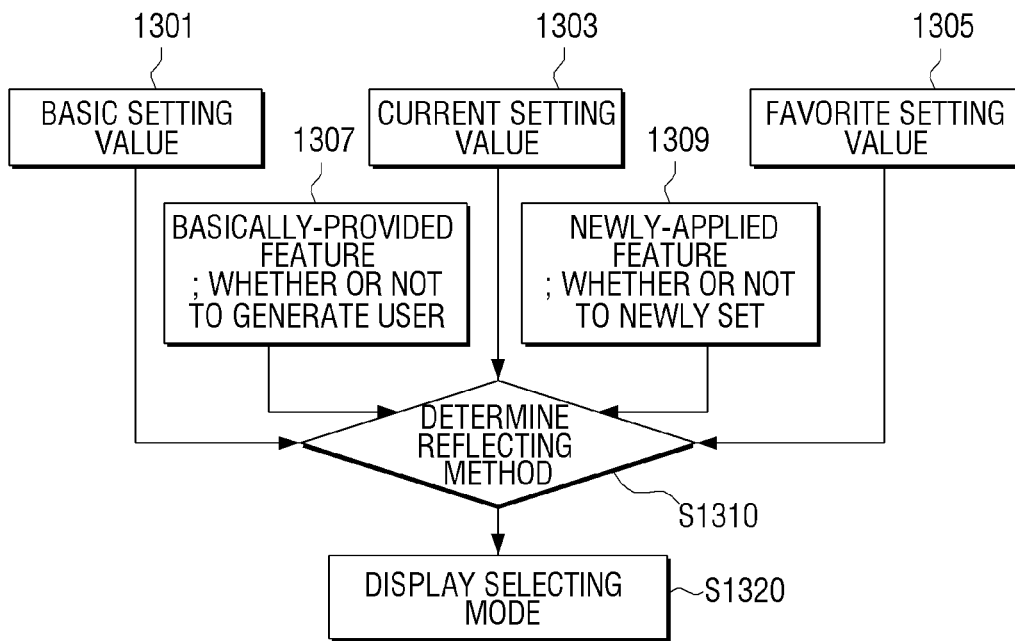 1301
1303
1305
BASIC SETTING
VALUE
CURRENT SETTING
VALUE
FAVORITE SETTING
VALUE
1307
1309
BASICALLY-PROVIDED
FEATURE
; WHETHER OR NOT
TO GENERATE USER
NEWLY-APPLIED
FEATURE
; WHETHER OR NOT
TO NEWLY SET
DETERMINE
REFLECTING
METHOD
S1310
DISPLAY SELECTING
MODE
S1320